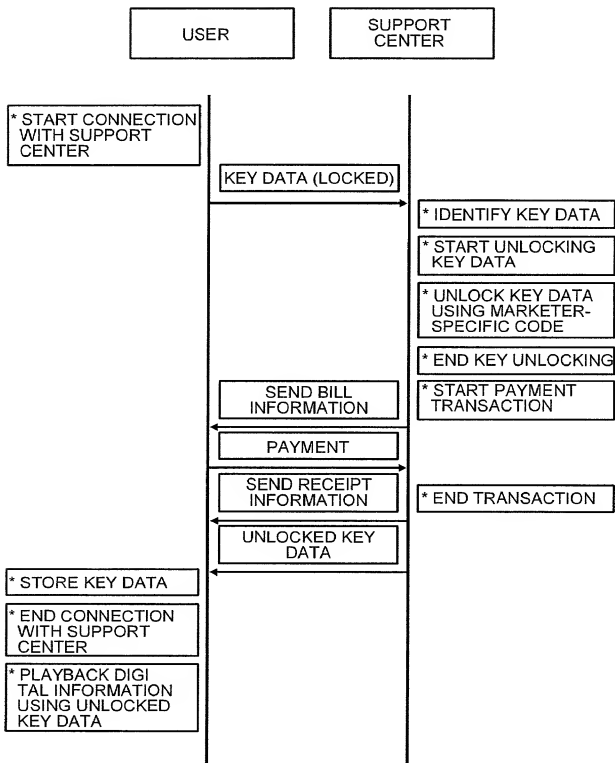 USER
SUPPORT
CENTER
* START CONNECTION
WITH SUPPORT
CENTER
KEY DATA (LOCKED)
* IDENTIFY KEY DATA
* START UNLOCKING
KEY DATA
* UNLOCK KEY DATA
USING MARKETER-
SPECIFIC CODE
* END KEY UNLOCKING
SEND BILL
INFORMATION
* START PAYMENT
TRANSACTION
PAYMENT
SEND RECEIPT
INFORMATION
* END TRANSACTION
UNLOCKED KEY
DATA
* STORE KEY DATA
* END CONNECTION
WITH SUPPORT
CENTER
* PLAYBACK DIGI
TAL INFORMATION
USING UNLOCKED
KEY DATA